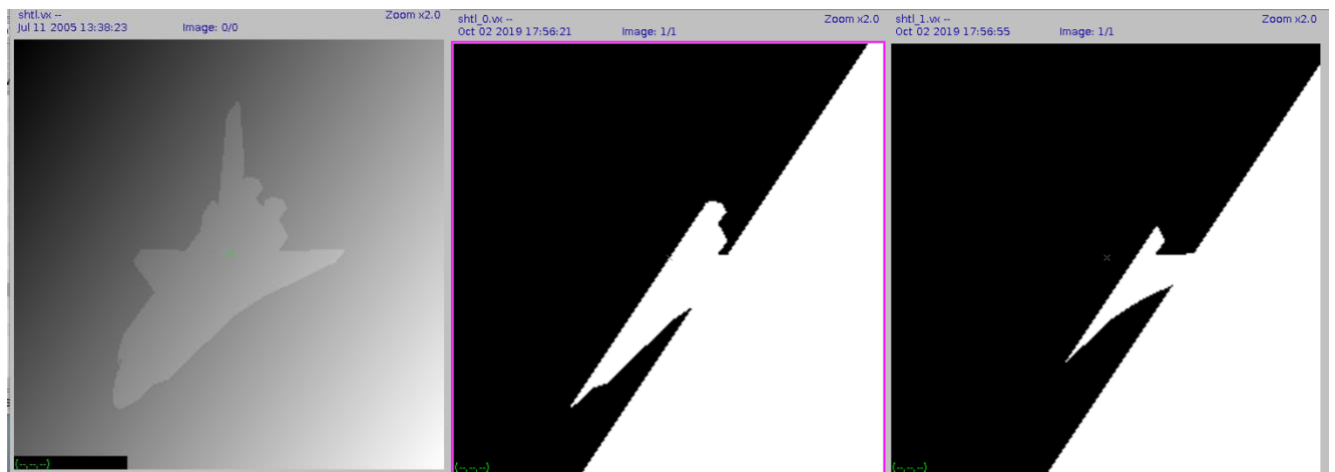 shtl.vx --
Zoom x2.0
Jul 11 2005 13:38:23 Image: 0/0
(--,--,--)
shtl_0.vx --
Zoom x2.0
Oct 02 2019 17:56:21 Image: 1/1
(--,--,--)
shtl_1.vx --
Zoom x2.0
Oct 02 2019 17:56:55 Image: 1/1
(--,--,--)